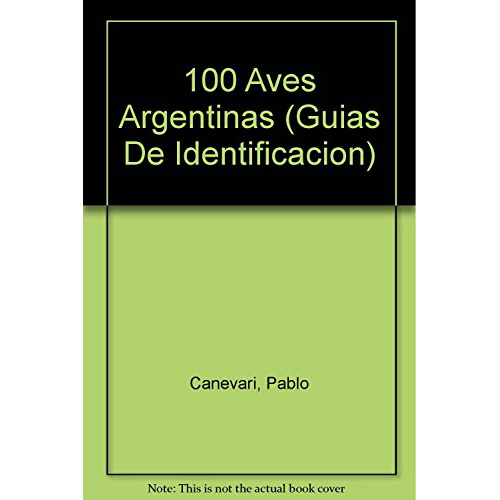 100 Aves
Argentinas (Guias
De Identificacion)
Canevari, Pablo
Note: This is not the actual book cover